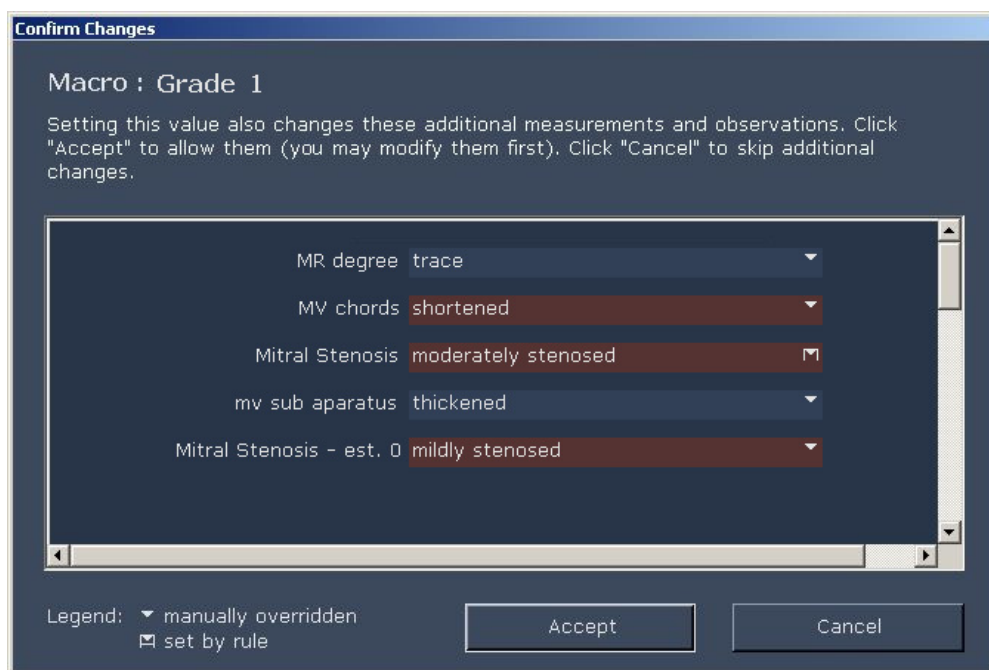 Confirm Changes
Macro : Grade 1
Setting this value also changes these additional measurements and observations. Click
"Accept" to allow them (you may modify them first). Click "Cancel" to skip additional
changes.
MR degree trace
MV chords shortened
Mitral Stenosis moderately stenosed
mv sub aparatus thickened
Mitral Stenosis - est. 0 mildly stenosed
Legend: manually overridden
set by rule
Accept
Cancel